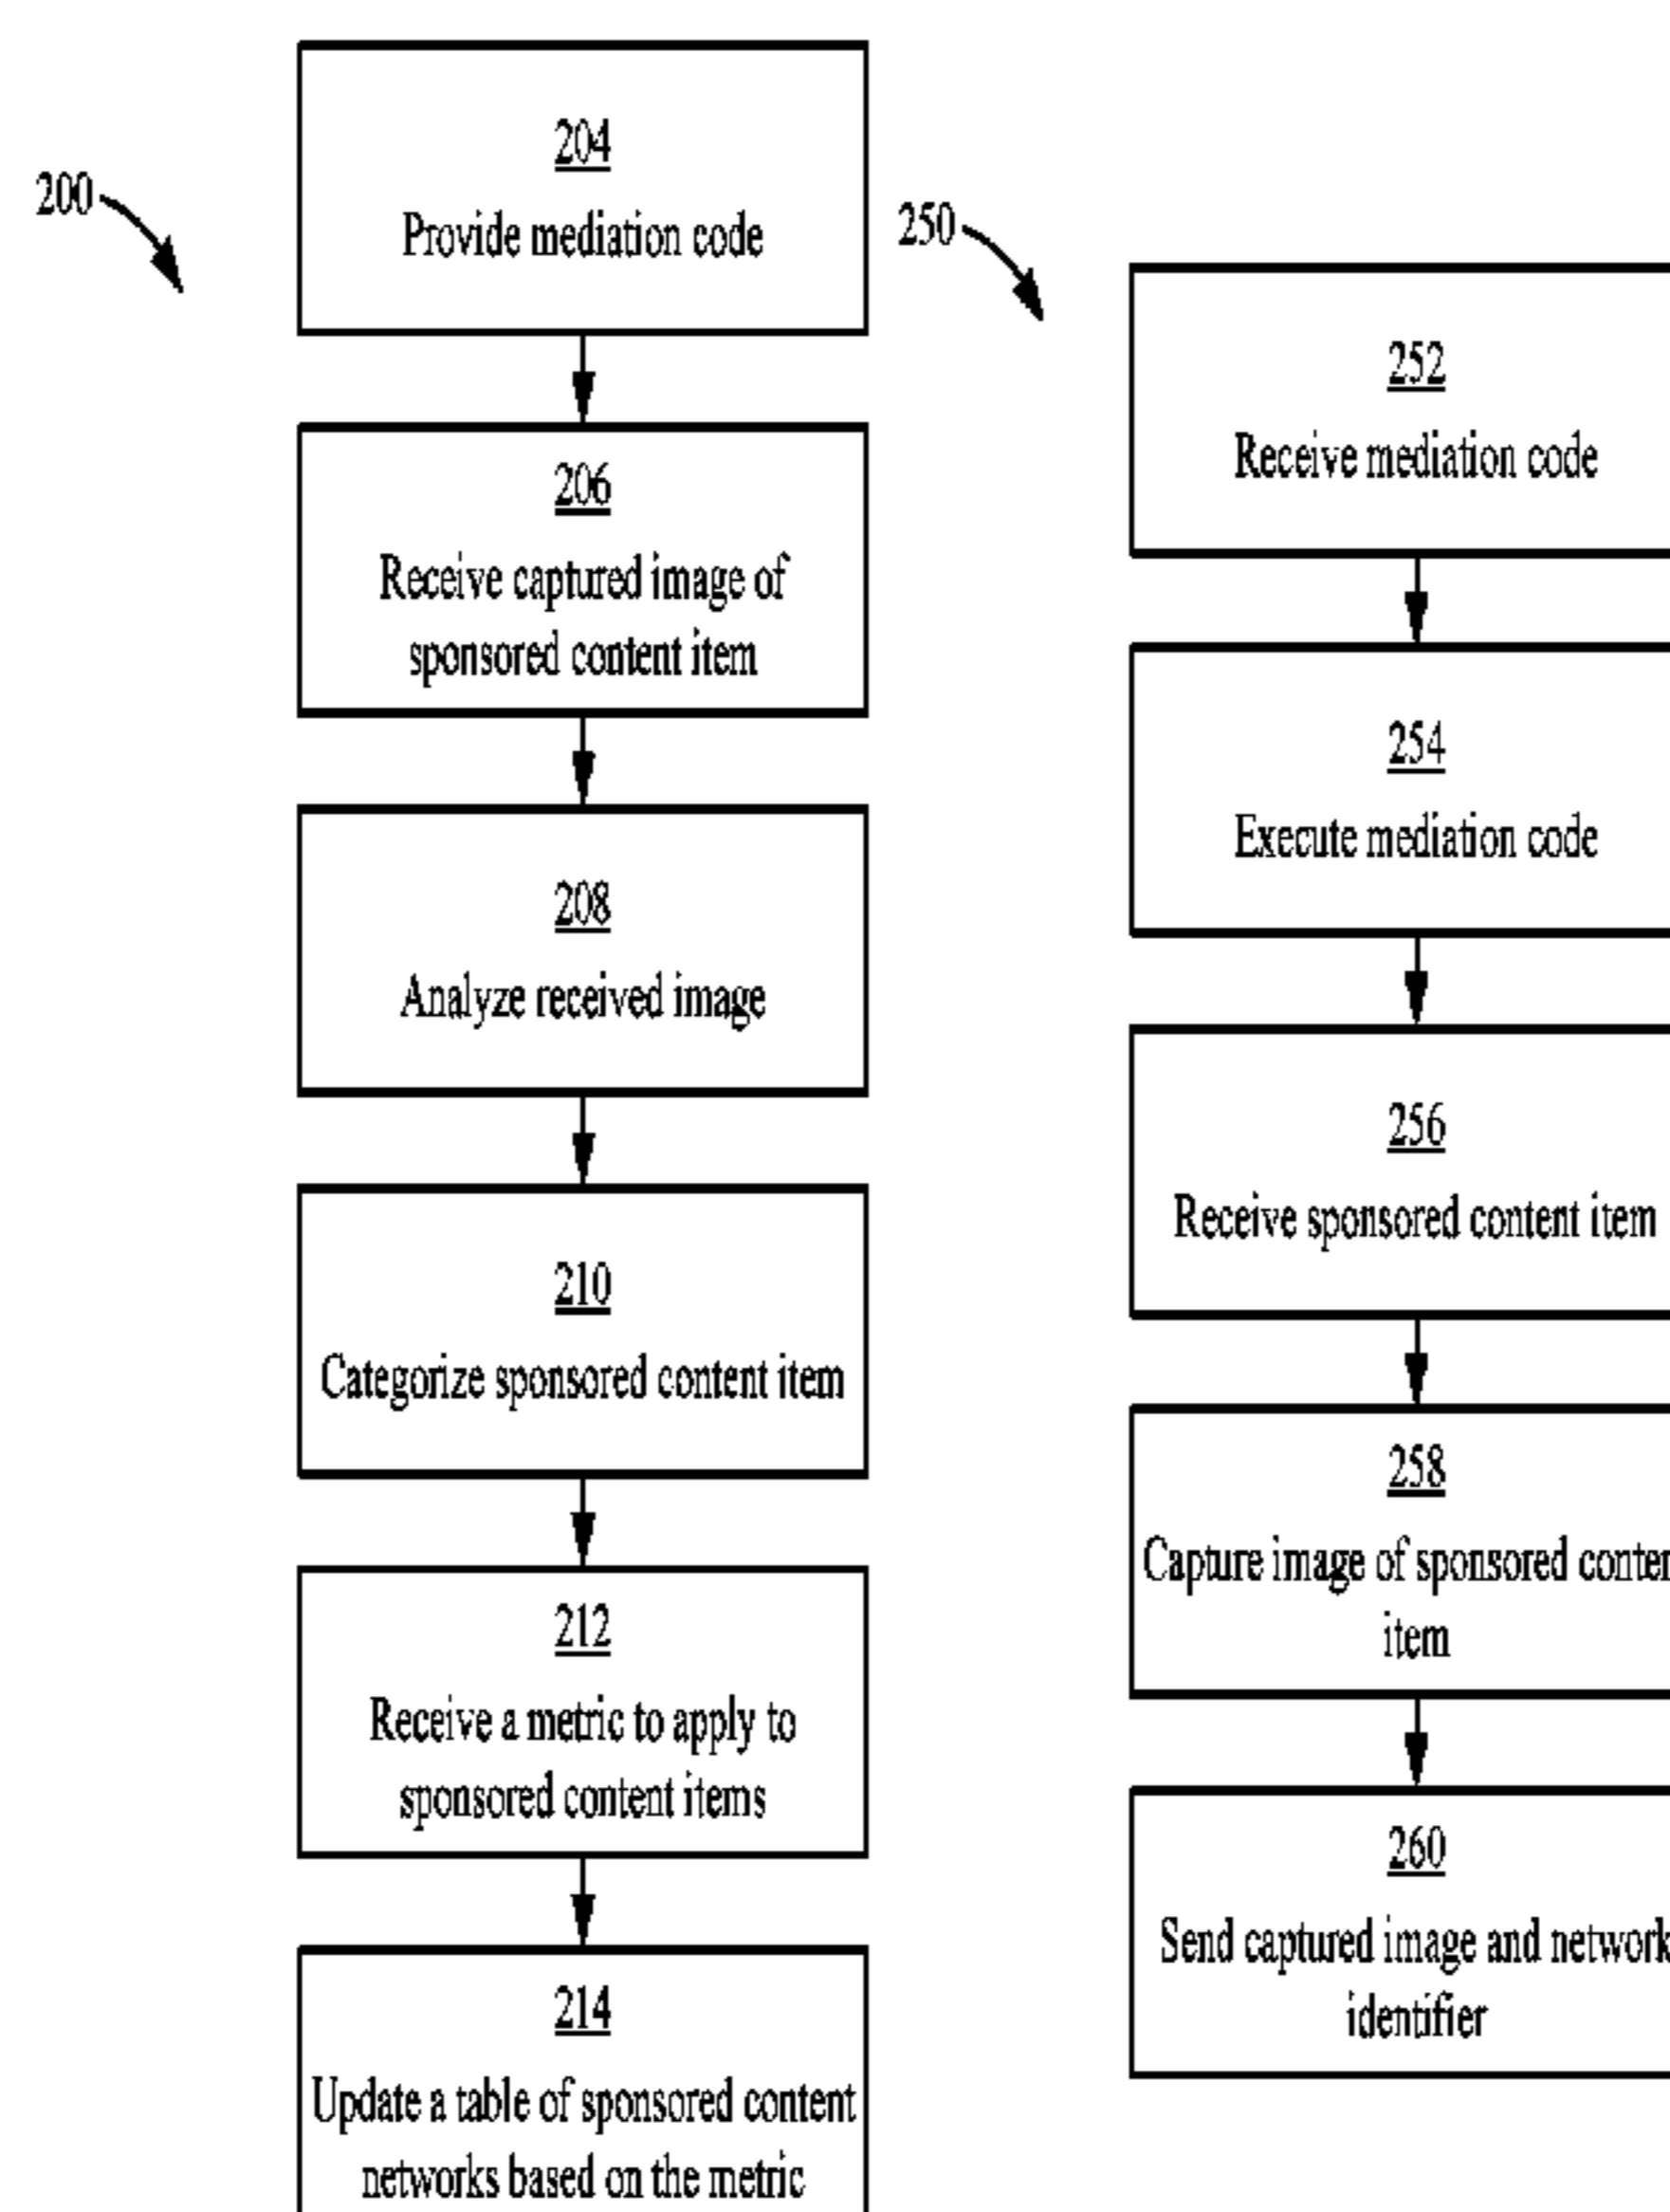 200
204
Provide mediation code
206
Receive captured image of
sponsored content item
208
Analyze received image
210
Categorize sponsored content item
212
Receive a metric to apply to
sponsored content items
214
Update a table of sponsored content
networks based on the metric
250
252
Receive mediation code
254
Execute mediation code
256
Receive sponsored content item
258
Capture image of sponsored
item
260
Send captured image and network
identifier